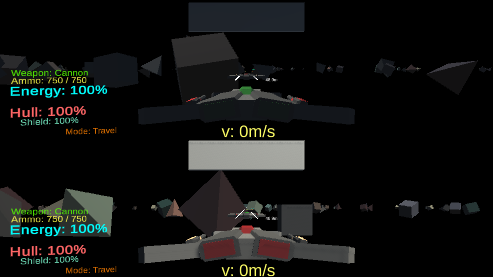 Weapon: Cannon
Ammo: 750 / 750
Energy: 100%
Hull: 100%
Shield: 100%
Mode: Travel
v: 0m/s
Weapon: Cannon
Ammo: 750 / 750
Energy: 100%
Hull: 100%
Shield: 100%
Mode: Travel
v: 0m/s